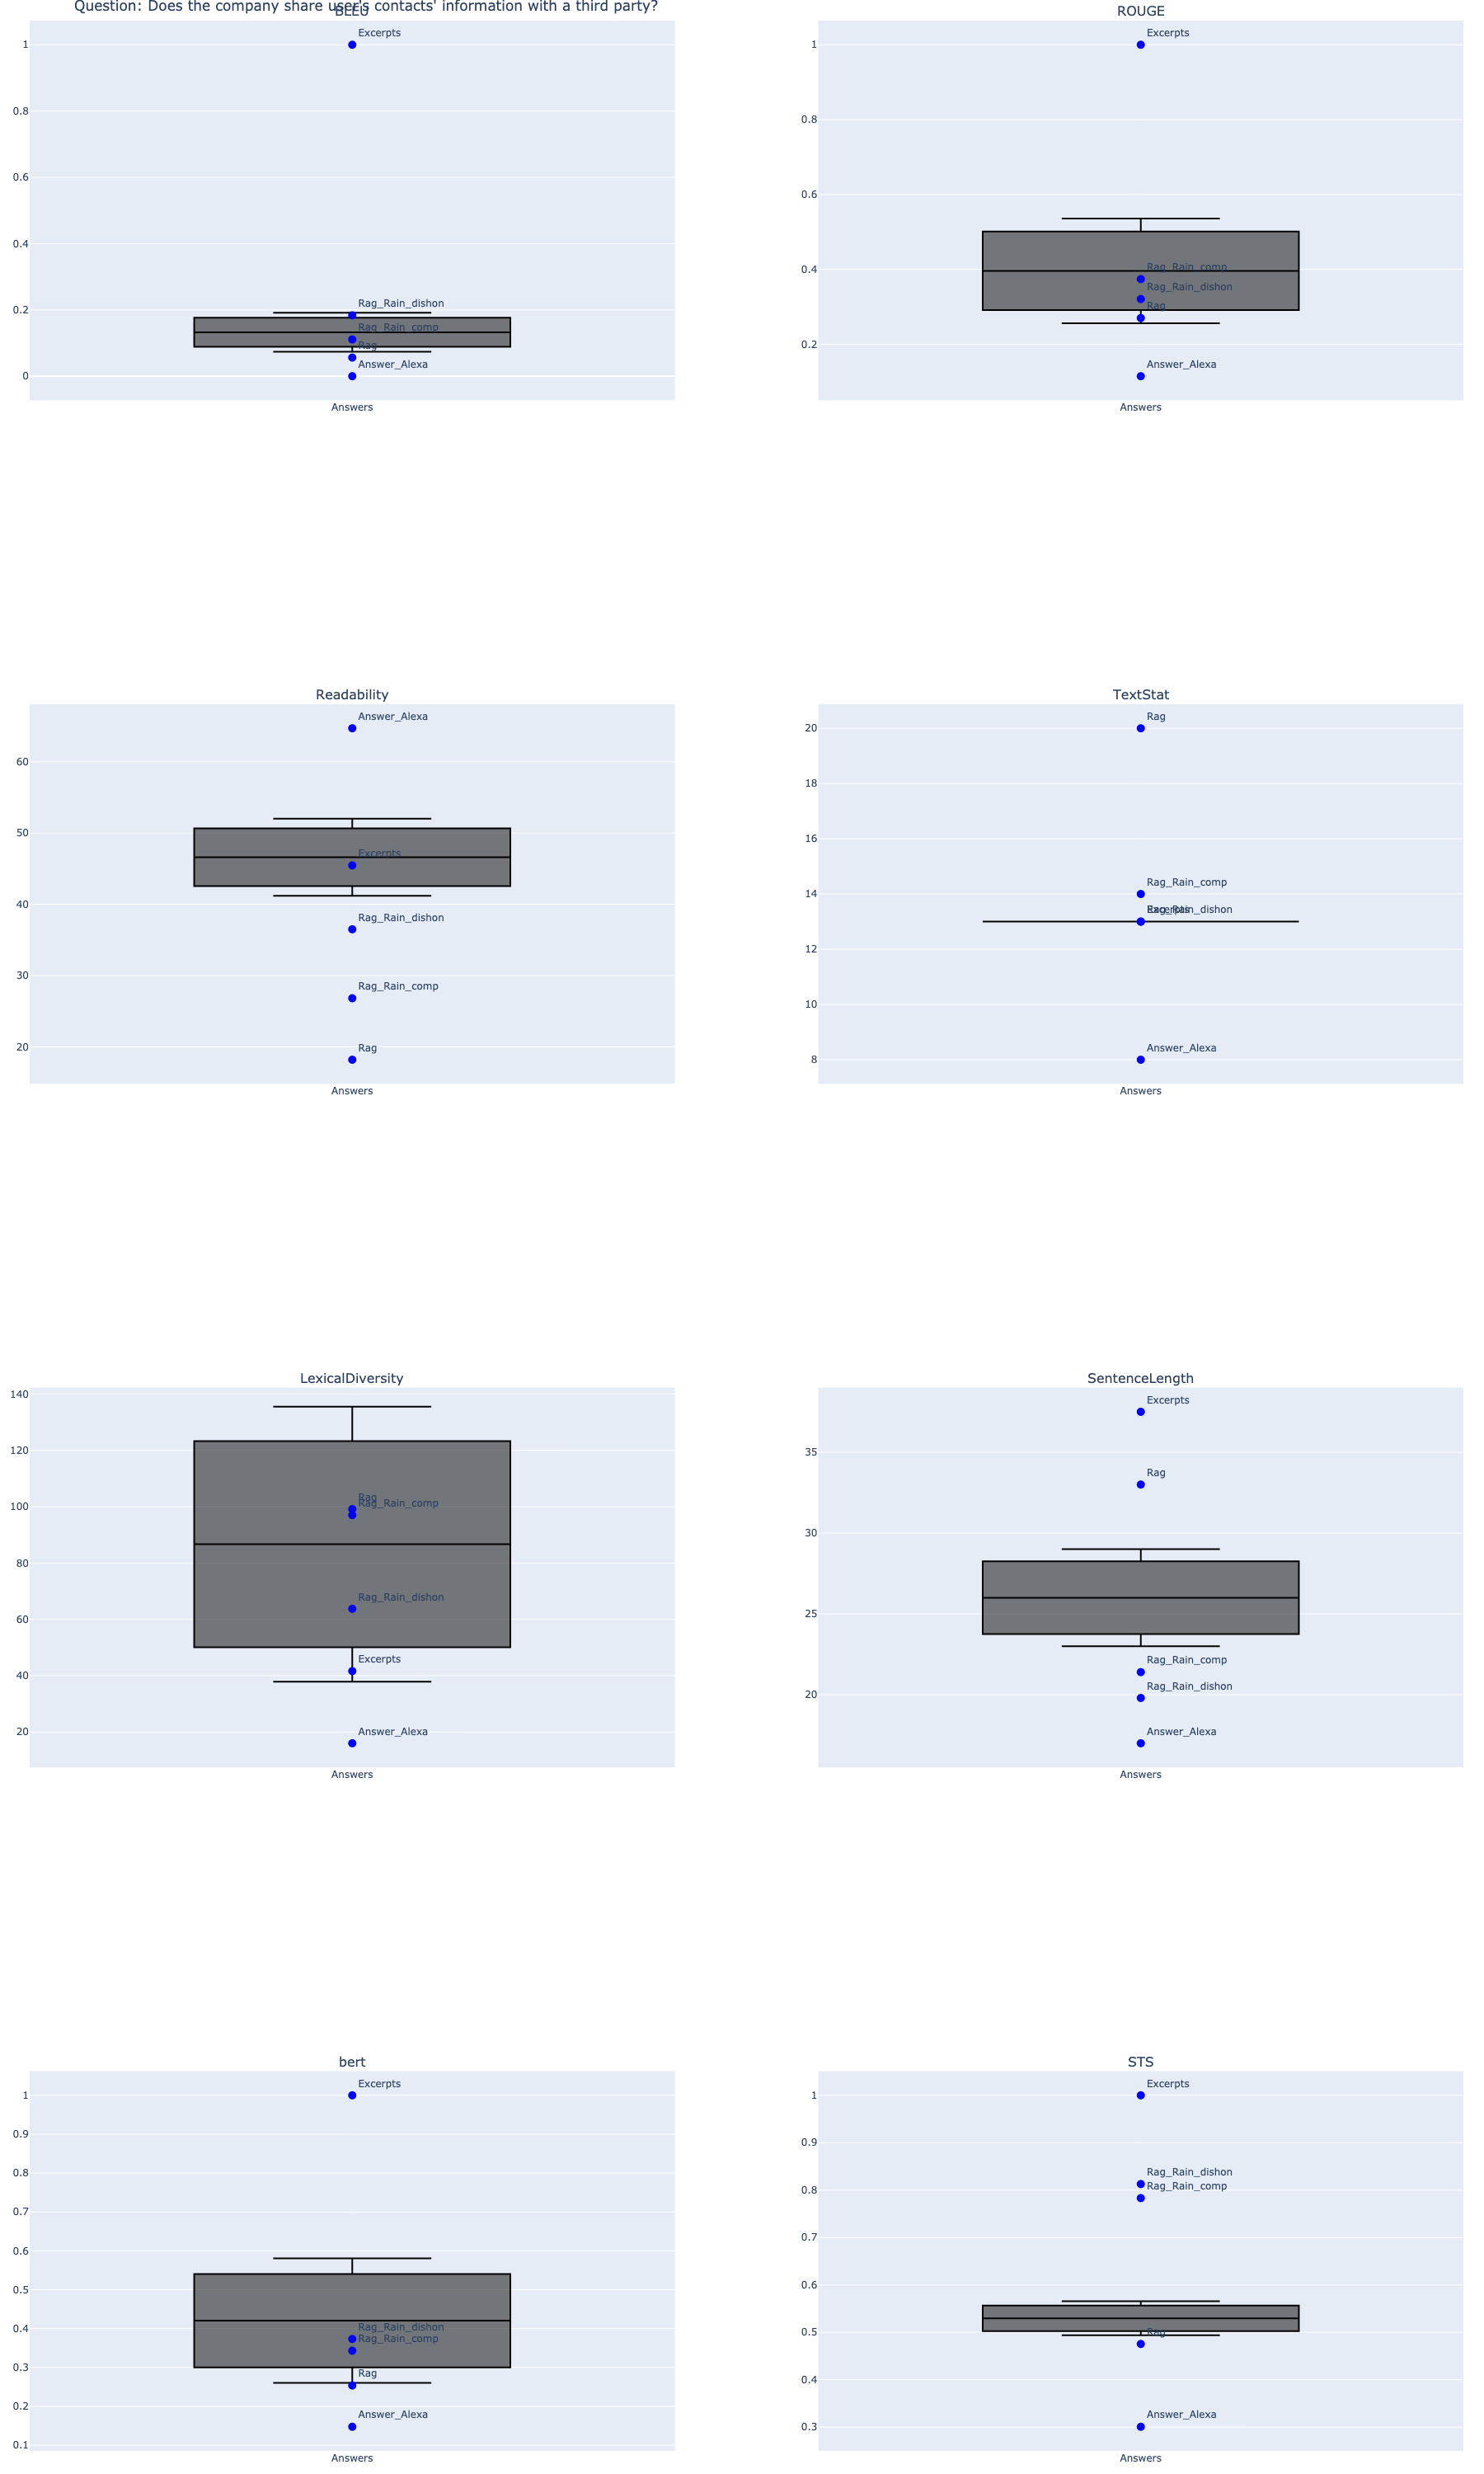 Question: Does the company share user's contacts' information with a third party?
BLEU
Excerpts
1
0.8
0.6
0.4
0.2
0
Rag_Rain_dishon
Rag_Rain_comp
Rag
Answer_Alexa
Answers
ROUGE
Excerpts
1
0.8
0.6
0.4
0.2
Rag_Rain_comp
Rag_Rain_dishon
Rag
Answer_Alexa
Answers
Readability
Answer_Alexa
60
50
40
30
20
Excerpts
Rag_Rain_dishon
Rag_Rain_comp
Rag
Answers
TextStat
Rag
20
18
16
14
12
10
8
Rag_Rain_comp
Excerpts
Rag_Rain_dishon
Answer_Alexa
Answers
LexicalDiversity
140
120
100
80
60
40
20
Rag
Rag_Rain_comp
Rag_Rain_dishon
Excerpts
Answer_Alexa
Answers
SentenceLength
Excerpts
35
30
25
20
Rag
Rag_Rain_comp
Rag_Rain_dishon
Answer_Alexa
Answers
bert
Excerpts
1
0.9
0.8
0.7
0.6
0.5
0.4
0.3
0.2
0.1
Rag_Rain_dishon
Rag_Rain_comp
Rag
Answer_Alexa
Answers
STS
Excerpts
1
0.9
0.8
0.7
0.6
0.5
0.4
0.3
Rag_Rain_dishon
Rag_Rain_comp
Rag
Answer_Alexa
Answers